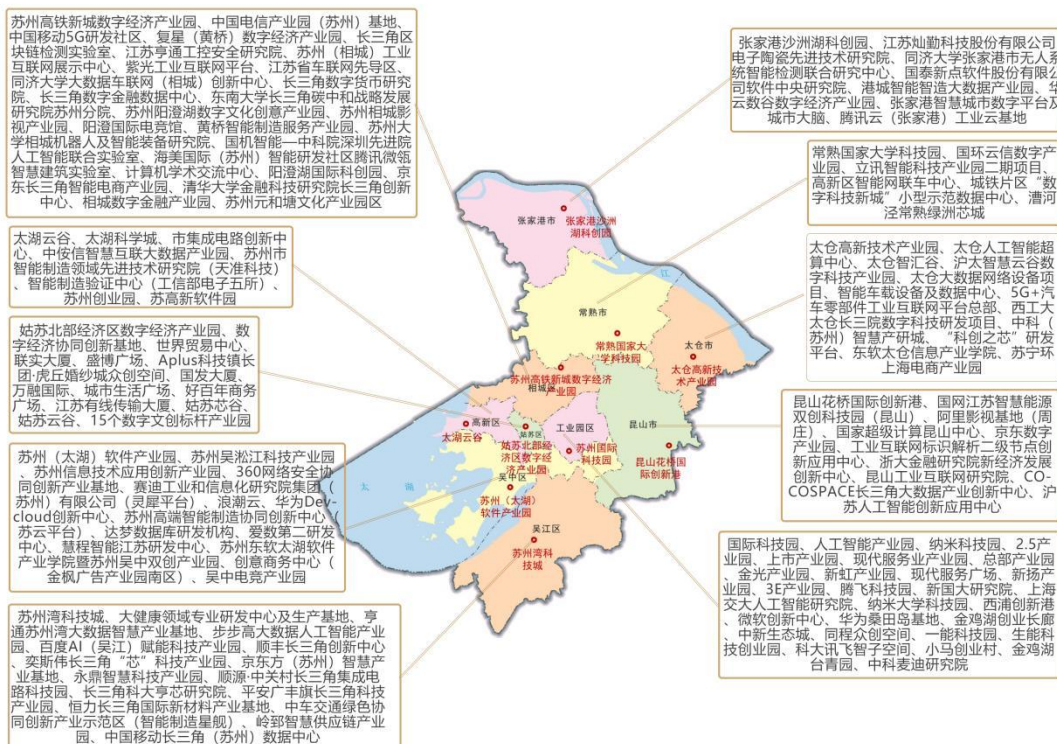 苏州高铁新城数字经济产业园、中国电信产业园（苏州）基地、
中国移动5G研发社区、复星（黄桥）数字经济产业园、长三角区
块链检测实验室、江苏亨通工控安全研究院、苏州（相城）工业
互联网展示中心、紫光工业互联网平台、江苏省车联网先导区、
同济大学大数据车联网（相城）创新中心、长三角数字货币研究
院、长三角数字金融数据中心、东南大学长三角碳中和战略发展
研究院苏州分院、苏州阳澄湖数字文化创意产业园、苏州相城影
视产业园、阳澄国际电竞馆、黄桥智能制造服务产业园、苏州大
学相城机器人及智能装备研究院、国机智能—中科院深圳先进院
人工智能联合实验室、海美国际（苏州）智能研发社区腾讯微瓴
智慧建筑实验室、计算机学术交流中心、阳澄湖国际科创园、京
东长三角智能电商产业园、清华大学金融科技研究院长三角创新
中心、相城数字金融产业园、苏州元和塘文化产业园区
太湖云谷、太湖科学城、市集成电路创新中
心、中侒信智慧互联大数据产业园、苏州市
智能制造领域先进技术研究院（天准科技）
、智能制造验证中心（工信部电子五所）、
苏州创业园、苏高新软件园
姑苏北部经济区数字经济产业园、数
字经济协同创新基地、世界贸易中心、
联实大厦、盛博广场、Aplus科技镇长
团·虎丘婚纱城众创空间、国发大厦、
万融国际、城市生活广场、好百年商务
广场、江苏有线传输大厦、姑苏芯谷、
姑苏云谷、15个数字文创标杆产业园
苏州（太湖）软件产业园、苏州吴淞江科技产业园
、苏州信息技术应用创新产业园、360网络安全协
同创新产业基地、赛迪工业和信息化研究院集团（
苏州）有限公司（灵犀平台）、浪潮云、华为Dev-
cloud创新中心、苏州高端智能制造协同创新中心（
苏云平台）、达梦数据库研发机构、爱数第二研发
中心、慧程智能江苏研发中心、苏州东软太湖软件
产业学院暨苏州吴中双创产业园、创意商务中心（
金枫广告产业园南区）、吴中电竞产业园
苏州湾科技城、大健康领域专业研发中心及生产基地、亨
通苏州湾大数据智慧产业基地、步步高大数据人工智能产业
园、百度AI（吴江）赋能科技产业园、顺丰长三角创新中心
、奕斯伟长三角“芯”科技产业园、京东方（苏州）智慧产
业基地、永鼎智慧科技产业园、顺源·中关村长三角集成电
路科技园、长三角科大亨芯研究院、平安广丰旗长三角科技
产业园、恒力长三角国际新材料产业基地、中车交通绿色协
同创新产业示范区（智能制造星舰）、岭郅智慧供应链产业
园、中国移动长三角（苏州）数据中心
张家港沙洲湖科创园、江苏灿勤科技股份有限公司
电子陶瓷先进技术研究院、同济大学张家港市无人系
统智能检测联合研究中心、国泰新点软件股份有限公
司软件中央研究院、港城智能智造大数据产业园、华
云数谷数字经济产业园、张家港智慧城市数字平台及
城市大脑、腾讯云（张家港）工业云基地
常熟国家大学科技园、国环云信数字产
业园、立讯智能科技产业园二期项目、
高新区智能网联车中心、城铁片区“数
字科技新城”小型示范数据中心、漕河
泾常熟绿洲芯城
太仓高新技术产业园、太仓人工智能超
算中心、太仓智汇谷、沪太智慧云谷数
字科技产业园、太仓大数据网络设备项
目、智能车载设备及数据中心、5G+汽
车零部件工业互联网平台总部、西工大
太仓长三院数字科技研发项目、中科（
苏州）智慧产研城、“科创之芯”研发
平台、东软太仓信息产业学院、苏宁环
上海电商产业园
昆山花桥国际创新港、国网江苏智慧能源
双创科技园（昆山）、阿里影视基地（周
庄）、国家超级计算昆山中心、京东数字
产业园、工业互联网标识解析二级节点创
新应用中心、浙大金融研究院新经济发展
创新中心、昆山工业互联网研究院、CO-
COSPACE长三角大数据产业创新中心、沪
苏人工智能创新应用中心
国际科技园、人工智能产业园、纳米科技园、2.5产
业园、上市产业园、现代服务业产业园、总部产业园
、金光产业园、新虹产业园、现代服务广场、新扬产
业园、3E产业园、腾飞科技园、新国大研究院、上海
交大人工智能研究院、纳米大学科技园、西浦创新港
、微软创新中心、华为桑田岛基地、金鸡湖创业长廊
、中新生态城、同程众创空间、一能科技园、生能科
技创业园、科大讯飞智子空间、小马创业村、金鸡湖
台青园、中科麦迪研究院
张家港市
张家港沙洲
湖科创园
江
常熟市
常熟国家大
学科技园
太仓市
太仓高新技
术产业园
苏州高铁新城数字经济
产业园
相城区
高新区
太湖云谷
姑苏区
姑苏北部经
济区数字经
济产业园
工业园区
苏州国际
科技园
昆山市
昆山花桥国
际创新港
吴中区
苏州（太湖）
软件产业园
太
湖
吴江区
苏州湾科
技城